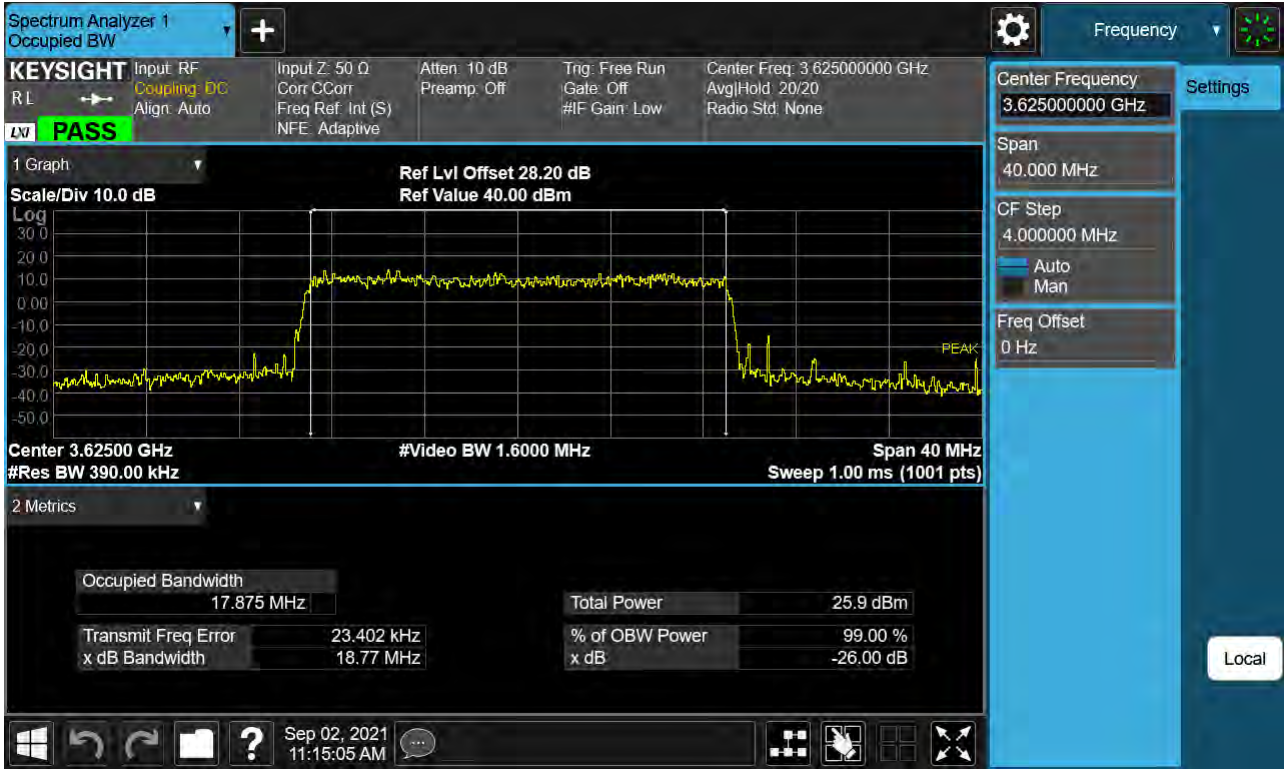 Spectrum Analyzer 1
Occupied BW
Frequency
KEYSIGHT
R L
LXI
PASS
Input: RF
Coupling: DC
Align: Auto
Input Z: 50 Ω
Corr CCorr
Freq Ref: Int (S)
NFE: Adaptive
Atten: 10 dB
Preamp: Off
Trig: Free Run
Gate: Off
#IF Gain: Low
Center Freq: 3.625000000 GHz
Avg|Hold: 20/20
Radio Std: None
1 Graph
Scale/Div 10.0 dB
Ref Lvl Offset 28.20 dB
Ref Value 40.00 dBm
Log
30.0
20.0
10.0
0.00
-10.0
-20.0
-30.0
-40.0
-50.0
PEAK
Center 3.62500 GHz
#Video BW 1.6000 MHz
Span 40 MHz
#Res BW 390.00 kHz
Sweep 1.00 ms (1001 pts)
2 Metrics
Occupied Bandwidth
17.875 MHz
Total Power 25.9 dBm
Transmit Freq Error 23.402 kHz
% of OBW Power 99.00 %
x dB Bandwidth 18.77 MHz
x dB -26.00 dB
Center Frequency
3.625000000 GHz
Settings
Span
40.000 MHz
CF Step
4.000000 MHz
Auto
Man
Freq Offset
0 Hz
Local
?
Sep 02, 2021
11:15:05 AM